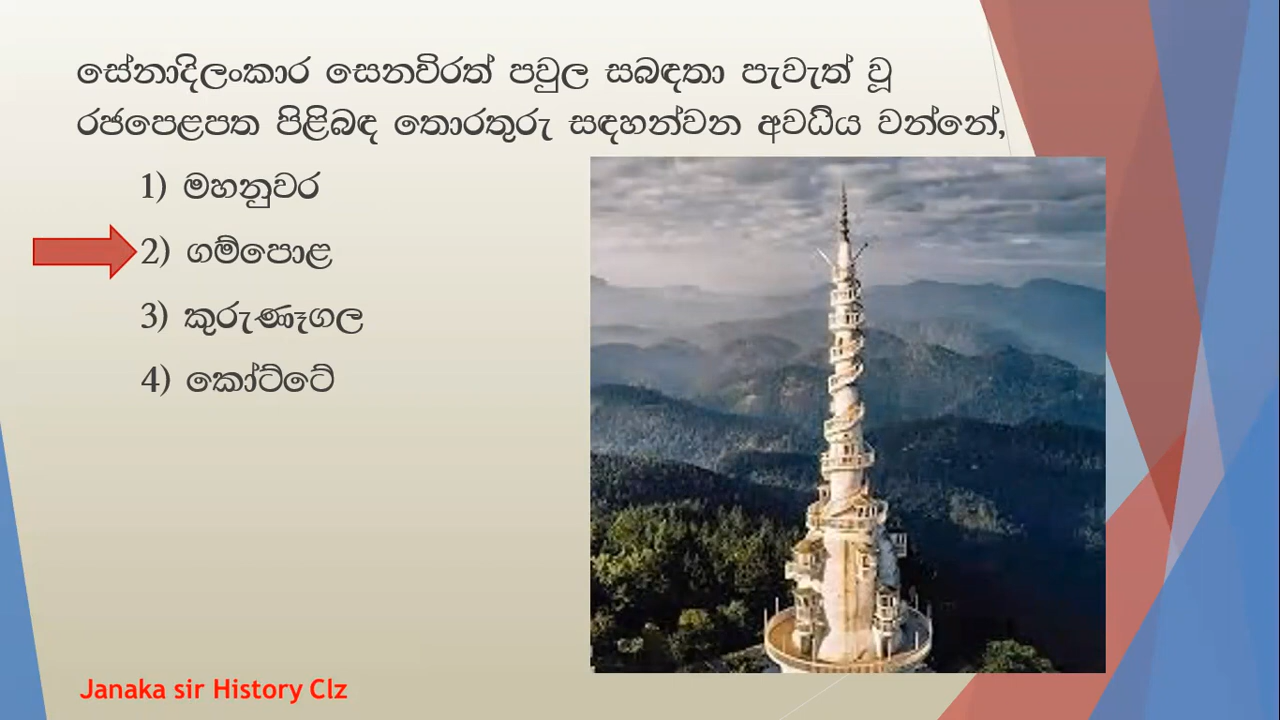 සේනාදිලංකාර සෙනවිරත් පවුල සබඳතා පැවැත් වූ
රජපෙළපත පිළිබඳ තොරතුරු සඳහන්වන අවධිය වන්නේ,
1) මහනුවර
2) ගම්පොළ
3) කුරුණෑගල
4) කෝට්ටේ
Janaka sir History Clz